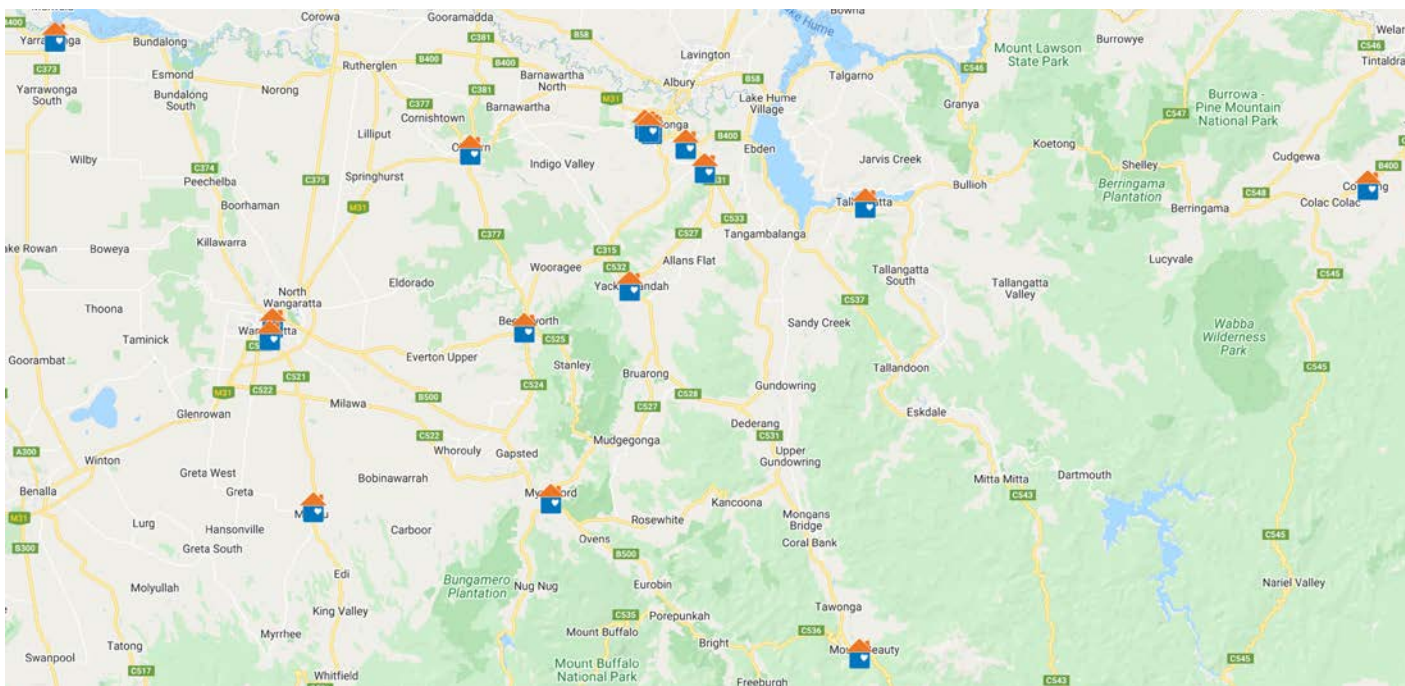 Bowna
Corowa
Gooramadda
Burrowye
B400
Yarrawonga
Bundalong
C381
B58
Lavington
Mount Lawson
State Park
C546
Tintaldra
C373
Esmond
Rutherglen
B400
B400
Barnawartha
North
Albury
B58
Talgarno
C546
Yarrawonga
South
Bundalong
South
Norong
C377
C381
Barnawartha
M31
Lake Hume
Village
Granya
Burrowa -
Pine Mountain
National Park
C547
Cornishtown
Lilliput
B400
Ebden
Koetong
Wilby
C374
C375
Springhurst
Indigo Valley
Jarvis Creek
Shelley
Cudgewa
B400
Peechelba
Bullioh
Berringama
Plantation
C548
Colac Colac
Boorhaman
M31
C531
C533
Berringama
Killawarra
C377
C315
C527
Tangambalanga
Boweya
Lucyvale
Wooragee
C532
Allans Flat
Tallangatta
South
Tallangatta
Valley
C545
Eldorado
C537
North
Wangaratta
Thoona
Sandy Creek
Wabba
Wilderness
Park
Taminick
C525
Everton Upper
Stanley
Goorambat
Bruarong
Tallandoon
C545
M31
C522
C521
C524
Gundowring
Milawa
B500
C528
Glenrowan
C527
Eskdale
Dederang
C522
C531
A300
Whorouly
Gapsted
Mudgegonga
Upper
Gundowring
Winton
Greta West
Bobinawarrah
Mitta Mitta
Dartmouth
Benalla
Greta
C543
Kancoona
M31
Lurg
Hansonville
Carboor
Rosewhite
Mongans
Bridge
C545
B300
Greta South
Ovens
Coral Bank
B500
Molyullah
Edi
Bungamero
Plantation
Nug Nug
Eurobin
Nariel Valley
King Valley
C535
Porepunkah
Tawonga
Myrrhee
Mount Buffalo
Bright
C536
Tatong
Swanpool
C517
Whitfield
Mount Buffalo
National Park
Freeburgh
C543
C545